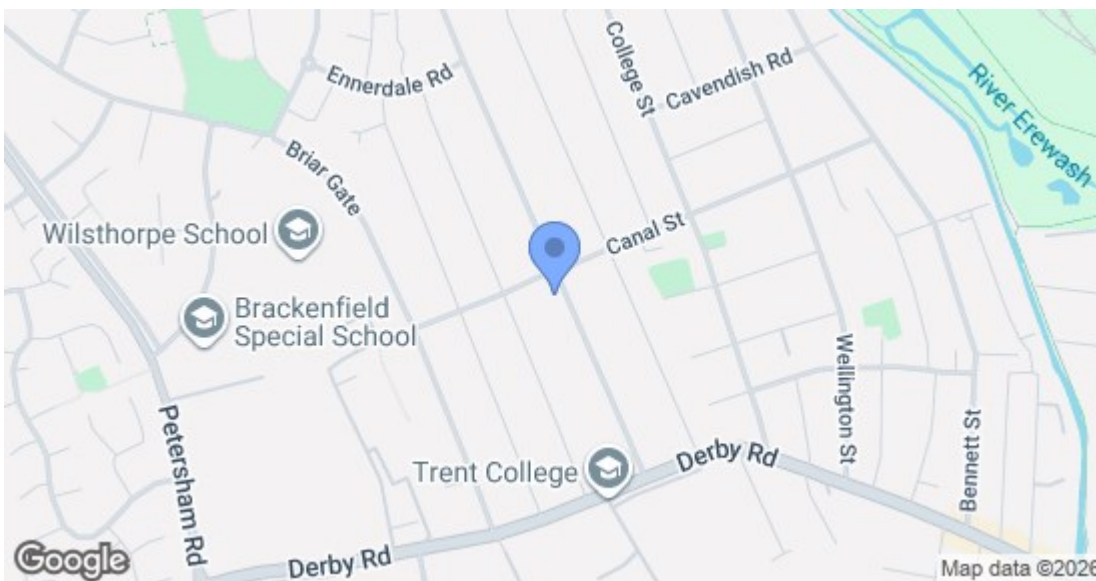 Ennerdale Rd
College St
Cavendish Rd
River Erewash
Briar Gate
Wilsthorpe School
Canal St
Brackenfield
Special School
Wellington St
Bennett St
Petersham Rd
Trent College
Derby Rd
Derby Rd
Google
Map data ©2026